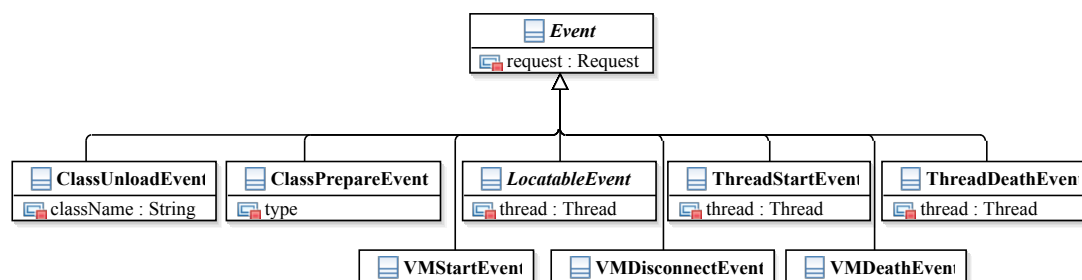 Event
request : Request
ClassUnloadEvent
className : String
ClassPrepareEvent
type
LocatableEvent
thread : Thread
ThreadStartEvent
thread : Thread
ThreadDeathEvent
thread : Thread
VMStartEvent
VMDisconnectEvent
VMDeathEvent